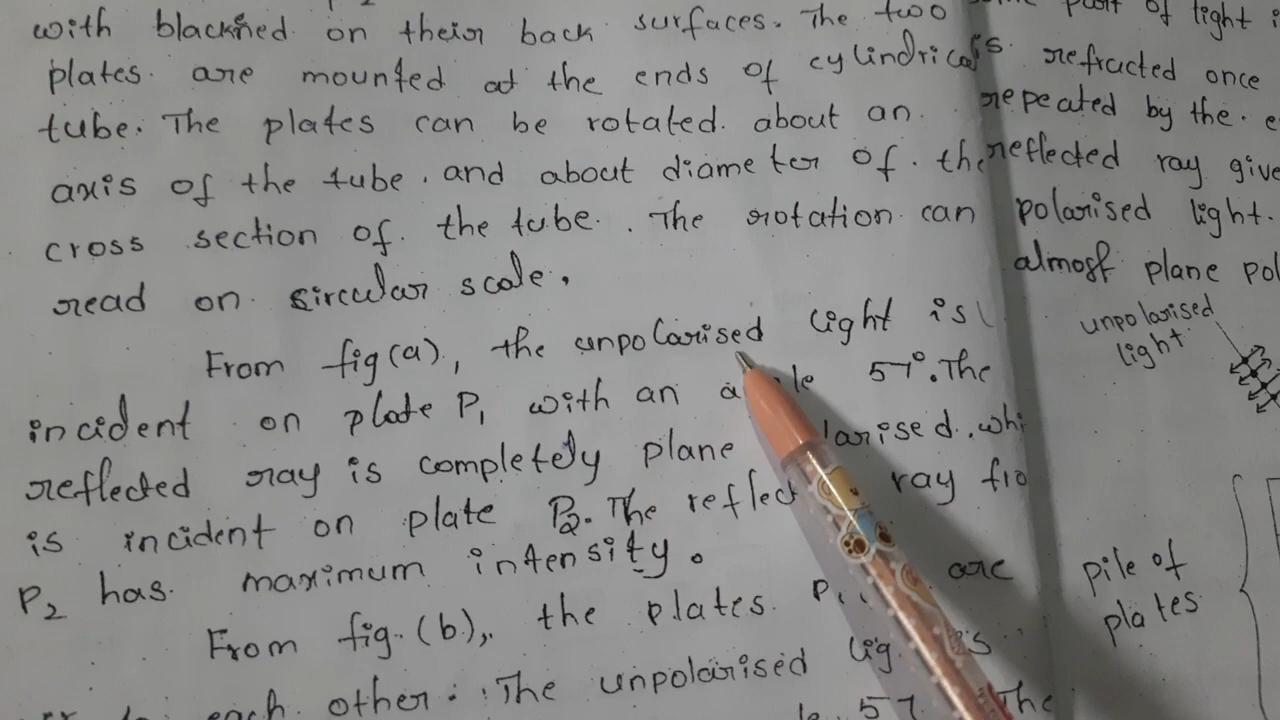 with blackned on their back surfaces. The two
plates are mounted at the ends of cylindrical
tube. The plates can be rotated about an
axis of the tube. and about diameter of the
cross section of the tube. The rotation can
read on circular scale.
From fig(a), the unpolarised light is
incident on plate P1 with an 57°. The
reflected ray is completely plane
is incident on plate P2. The ray
P2 has maximum intensity.
From fig.(b), the plates P1 are
each other. The unpolarised
57 The
part of light
refracted once
repeated by the
reflected ray give
polarised light.
almost plane
unpolarised
light
pile of
plates